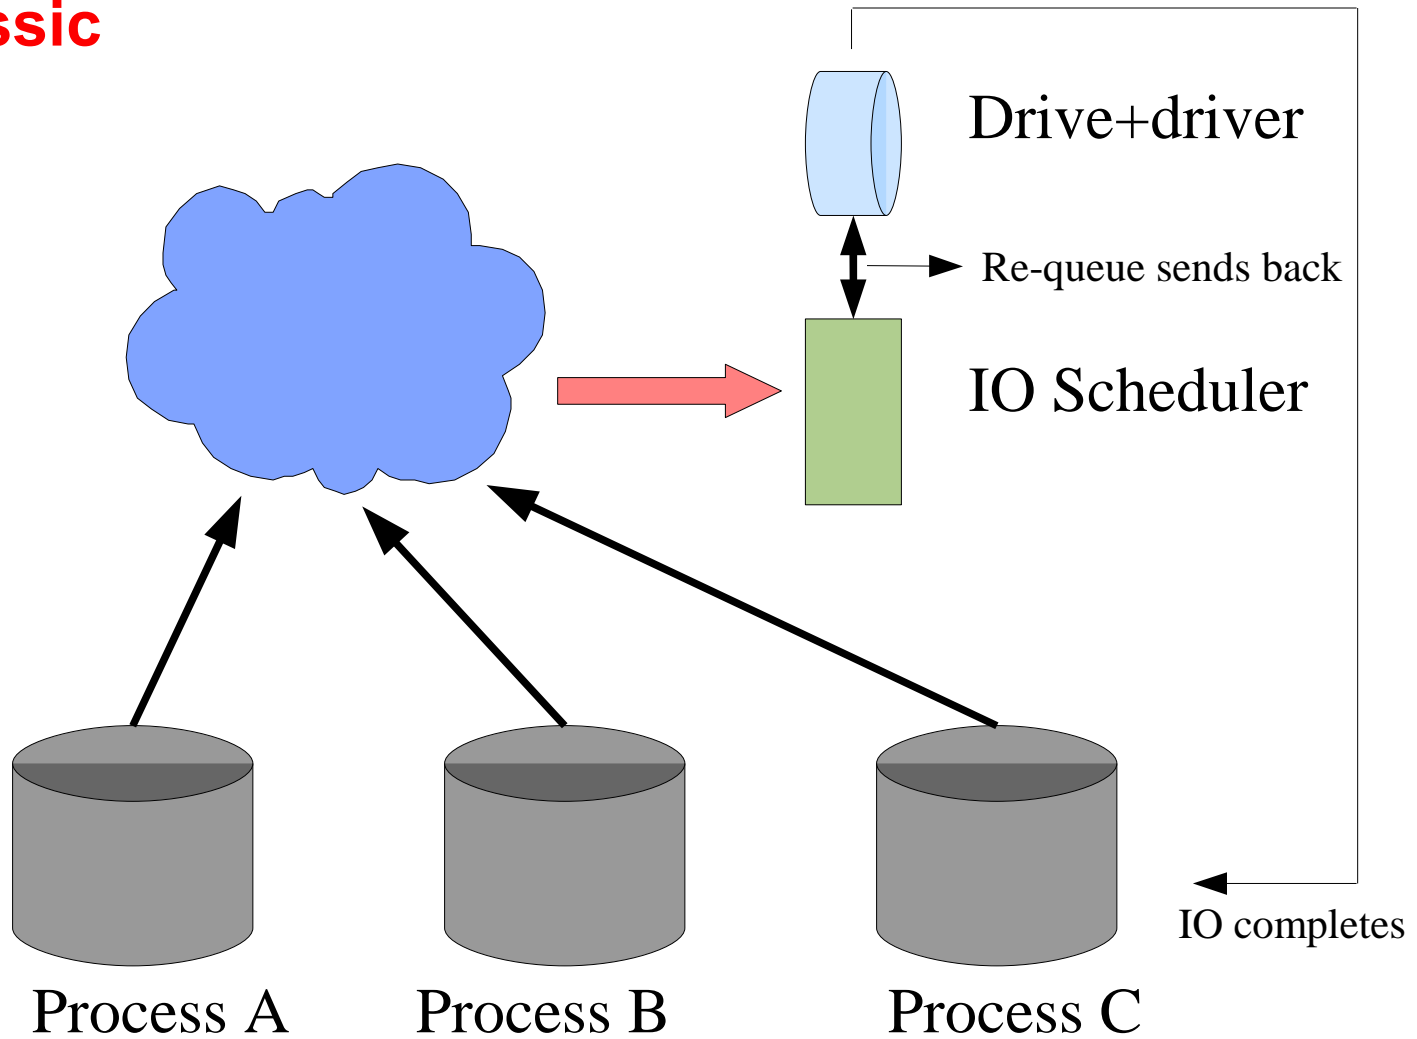 ssic
Drive+driver
Re-queue sends back
IO Scheduler
IO completes
Process A
Process B
Process C